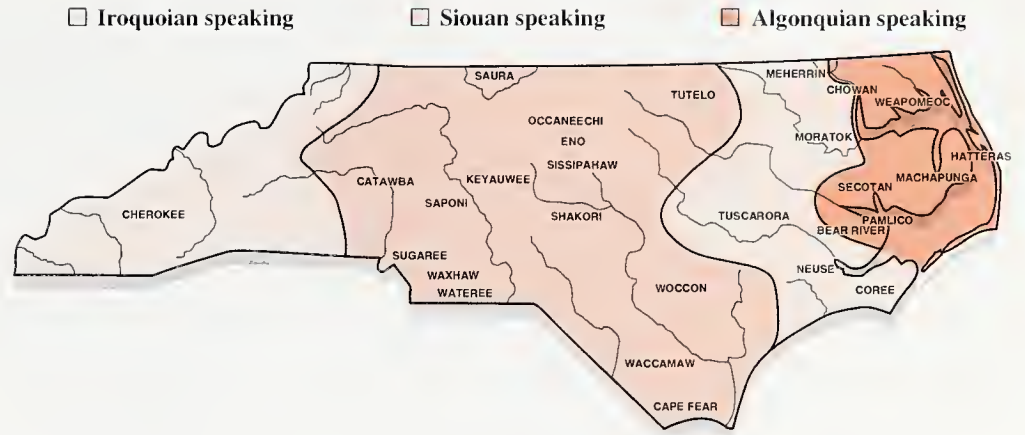 Iroquoian speaking
Siouan speaking
Algonquian speaking
SAURA
MEHERRIN
CHOWAN
TUTELO
WEAPOMEOC
OCCANEECHI
ENO
MORATOK
SISSIPAHAW
HATTERAS
CATAWBA
KEYAUWEE
MACHAPUNGA
SECOTAN
SAPONI
CHEROKEE
SHAKORI
TUSCARORA
PAMLICO
BEAR RIVER
SUGAREE
NEUSE
WAXHAW
WATEREE
WOCCON
COREE
WACCAMAW
CAPE FEAR